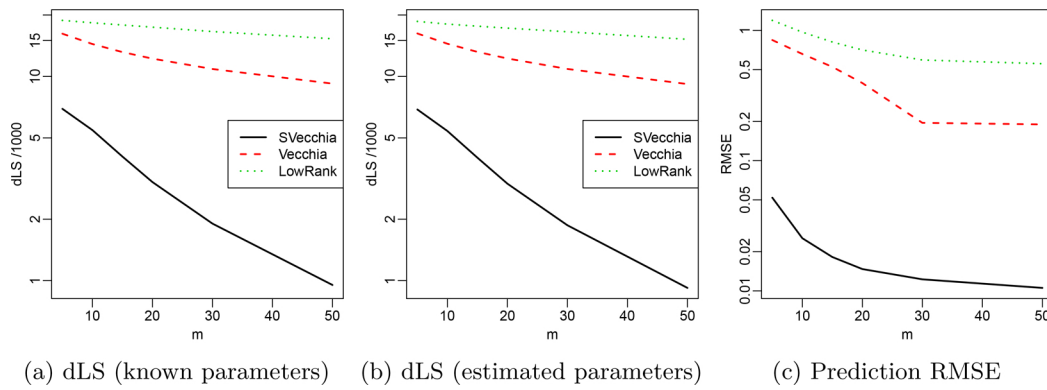 dLS /1000
15
10
5
2
1
10 20 30 40 50
m
SVecchia
Vecchia
LowRank
(a) dLS (known parameters)
dLS /1000
15
10
5
2
1
10 20 30 40 50
m
SVecchia
Vecchia
LowRank
(b) dLS (estimated parameters)
RMSE
1
0.5
0.2
0.1
0.05
0.02
0.01
10 20 30 40 50
m
(c) Prediction RMSE